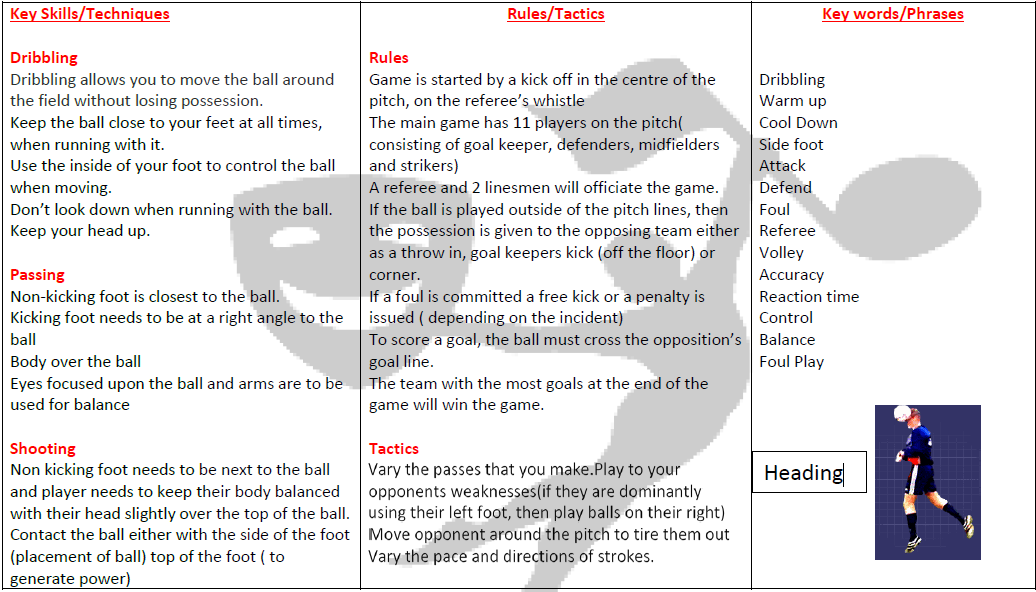 Key Skills/Techniques
Dribbling
Dribbling allows you to move the ball around
the field without losing possession.
Keep the ball close to your feet at all times,
when running with it.
Use the inside of your foot to control the ball
when moving.
Don’t look down when running with the ball.
Keep your head up.
Passing
Non-kicking foot is closest to the ball.
Kicking foot needs to be at a right angle to the
ball
Body over the ball
Eyes focused upon the ball and arms are to be
used for balance
Shooting
Non kicking foot needs to be next to the ball
and player needs to keep their body balanced
with their head slightly over the top of the ball.
Contact the ball either with the side of the foot
(placement of ball) top of the foot ( to
generate power)
Rules/Tactics
Rules
Game is started by a kick off in the centre of the
pitch, on the referee’s whistle
The main game has 11 players on the pitch(
consisting of goal keeper, defenders, midfielders
and strikers)
A referee and 2 linesmen will officiate the game.
If the ball is played outside of the pitch lines, then
the possession is given to the opposing team either
as a throw in, goal keepers kick (off the floor) or
corner.
If a foul is committed a free kick or a penalty is
issued ( depending on the incident)
To score a goal, the ball must cross the opposition’s
goal line.
The team with the most goals at the end of the
game will win the game.
Tactics
Vary the passes that you make.Play to your
opponents weaknesses(if they are dominantly
using their left foot, then play balls on their right)
Move opponent around the pitch to tire them out
Vary the pace and directions of strokes.
Key words/Phrases
Dribbling
Warm up
Cool Down
Side foot
Attack
Defend
Foul
Referee
Volley
Accuracy
Reaction time
Control
Balance
Foul Play
Heading